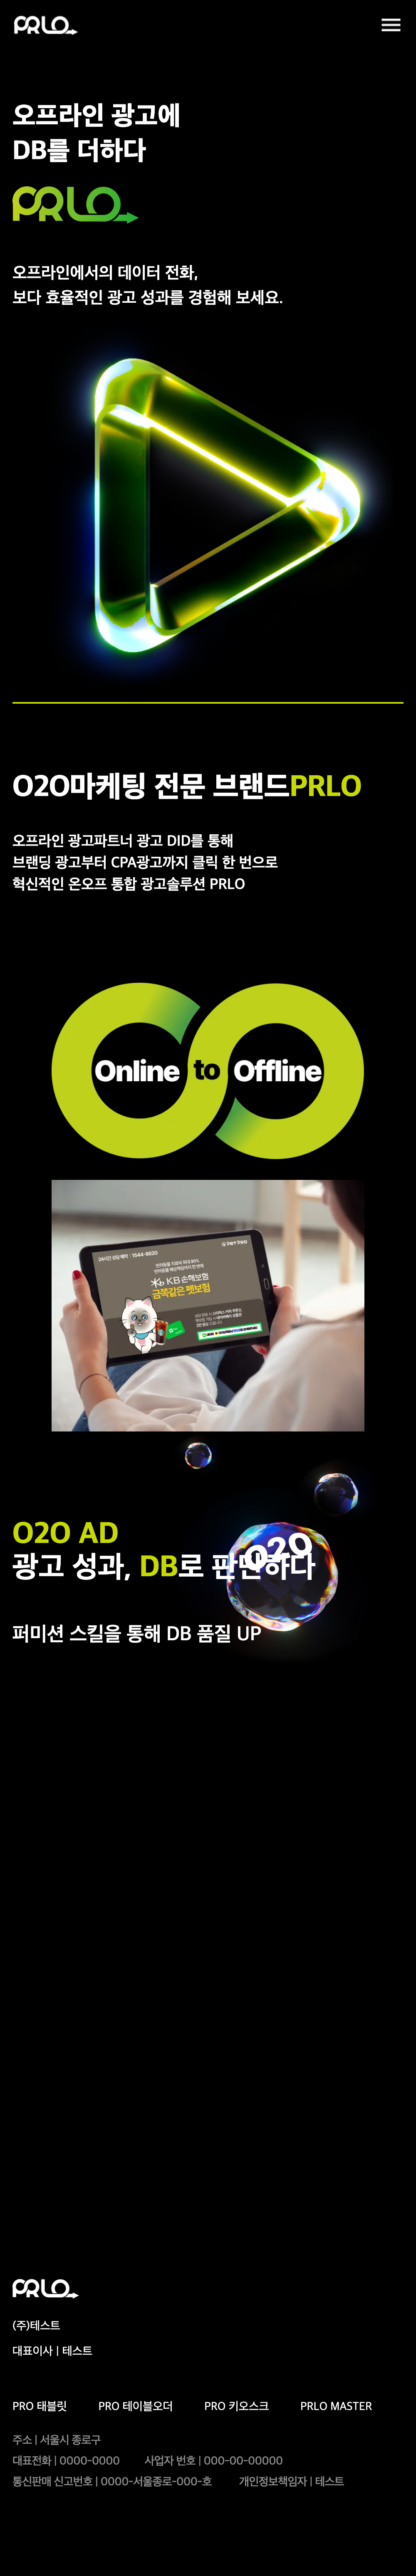 PRLO
오프라인 광고에
DB를 더하다
PRLO
오프라인에서의 데이터 전화,
보다 효율적인 광고 성과를 경험해 보세요.
O2O마케팅 전문 브랜드PRLO
오프라인 광고파트너 광고 DID를 통해
브랜딩 광고부터 CPA광고까지 클릭 한 번으로
혁신적인 온오프 통합 광고솔루션 PRLO
Online to Offline
24시간 상담예약 : 1544-9620
KB손해보험
금쪽같은 펫보험
O2O AD
O2O
광고 성과, DB로 판단하다
퍼미션 스킬을 통해 DB 품질 UP
PRLO
(주)테스트
대표이사 | 테스트
PRO 태블릿 PRO 테이블오더 PRO 키오스크 PRLO MASTER
주소 | 서울시 종로구
대표전화 | 0000-0000 사업자 번호 | 000-00-00000
통신판매 신고번호 | 0000-서울종로-000-호 개인정보책임자 | 테스트